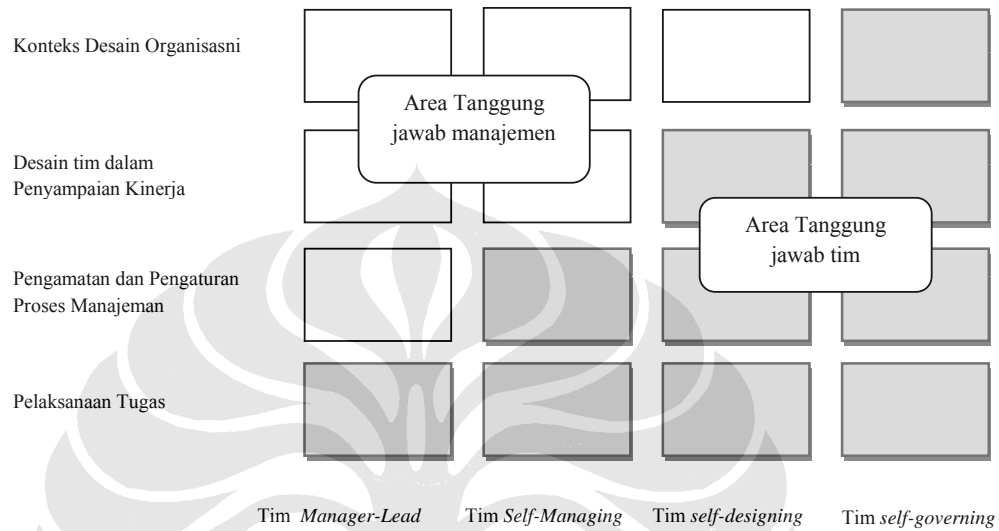 Konteks Desain Organisasni
Area Tanggung
jawab manajemen
Desain tim dalam
Penyampaian Kinerja
Area Tanggung
jawab tim
Pengamatan dan Pengaturan
Proses Manajeman
Pelaksanaan Tugas
Tim Manager-Lead
Tim Self-Managing
Tim self-designing
Tim self-governing